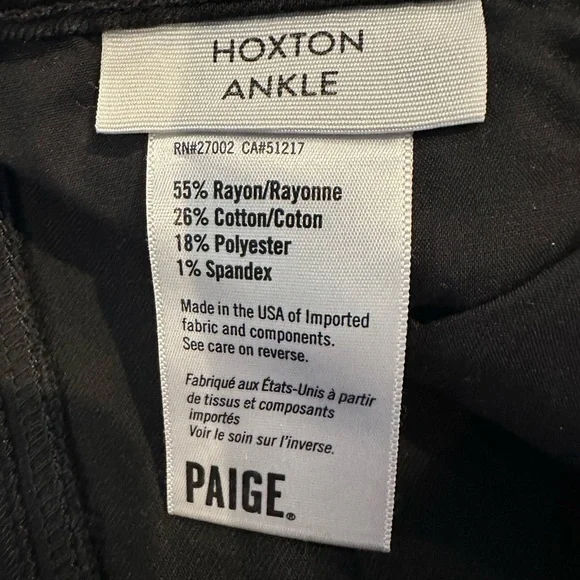 HOXTON
ANKLE
RN#27002 CA#51217
55% Rayon/Rayonne
26% Cotton/Coton
18% Polyester
1% Spandex
Made in the USA of Imported
fabric and components.
See care on reverse.
Fabriqué aux États-Unis à partir
de tissus et composants
importés
Voir le soin sur l'inverse.
PAIGE®